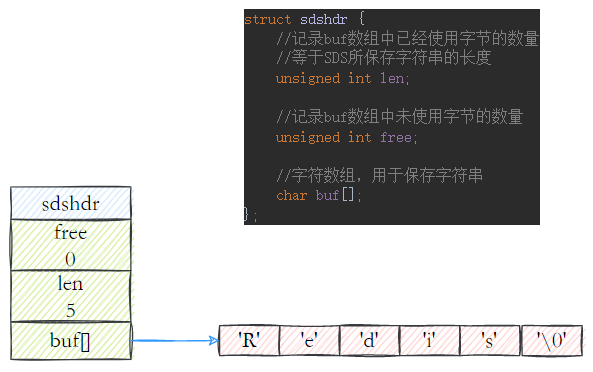 struct sdshdr {
//记录buf数组中已经使用字节的数量
//等于SDS所保存字符串的长度
unsigned int len;
//记录buf数组中未使用字节的数量
unsigned int free;
//字符数组，用于保存字符串
char buf[];
};
sdshdr
free
0
len
5
buf[]
'R' 'e' 'd' 'i' 's' '\0'